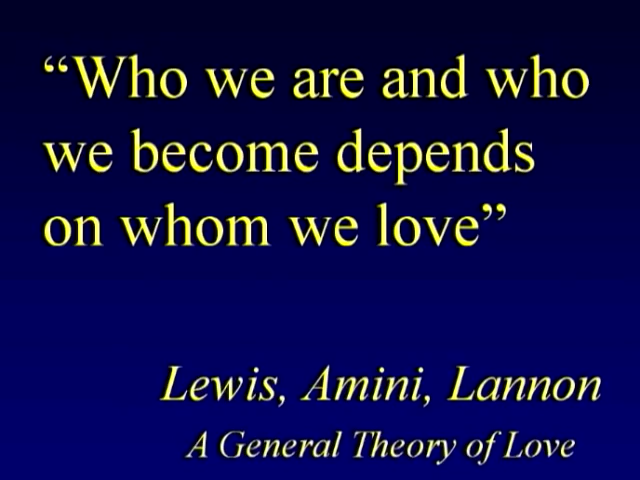 “Who we are and who
we become depends
on whom we love”
Lewis, Amini, Lannon
A General Theory of Love